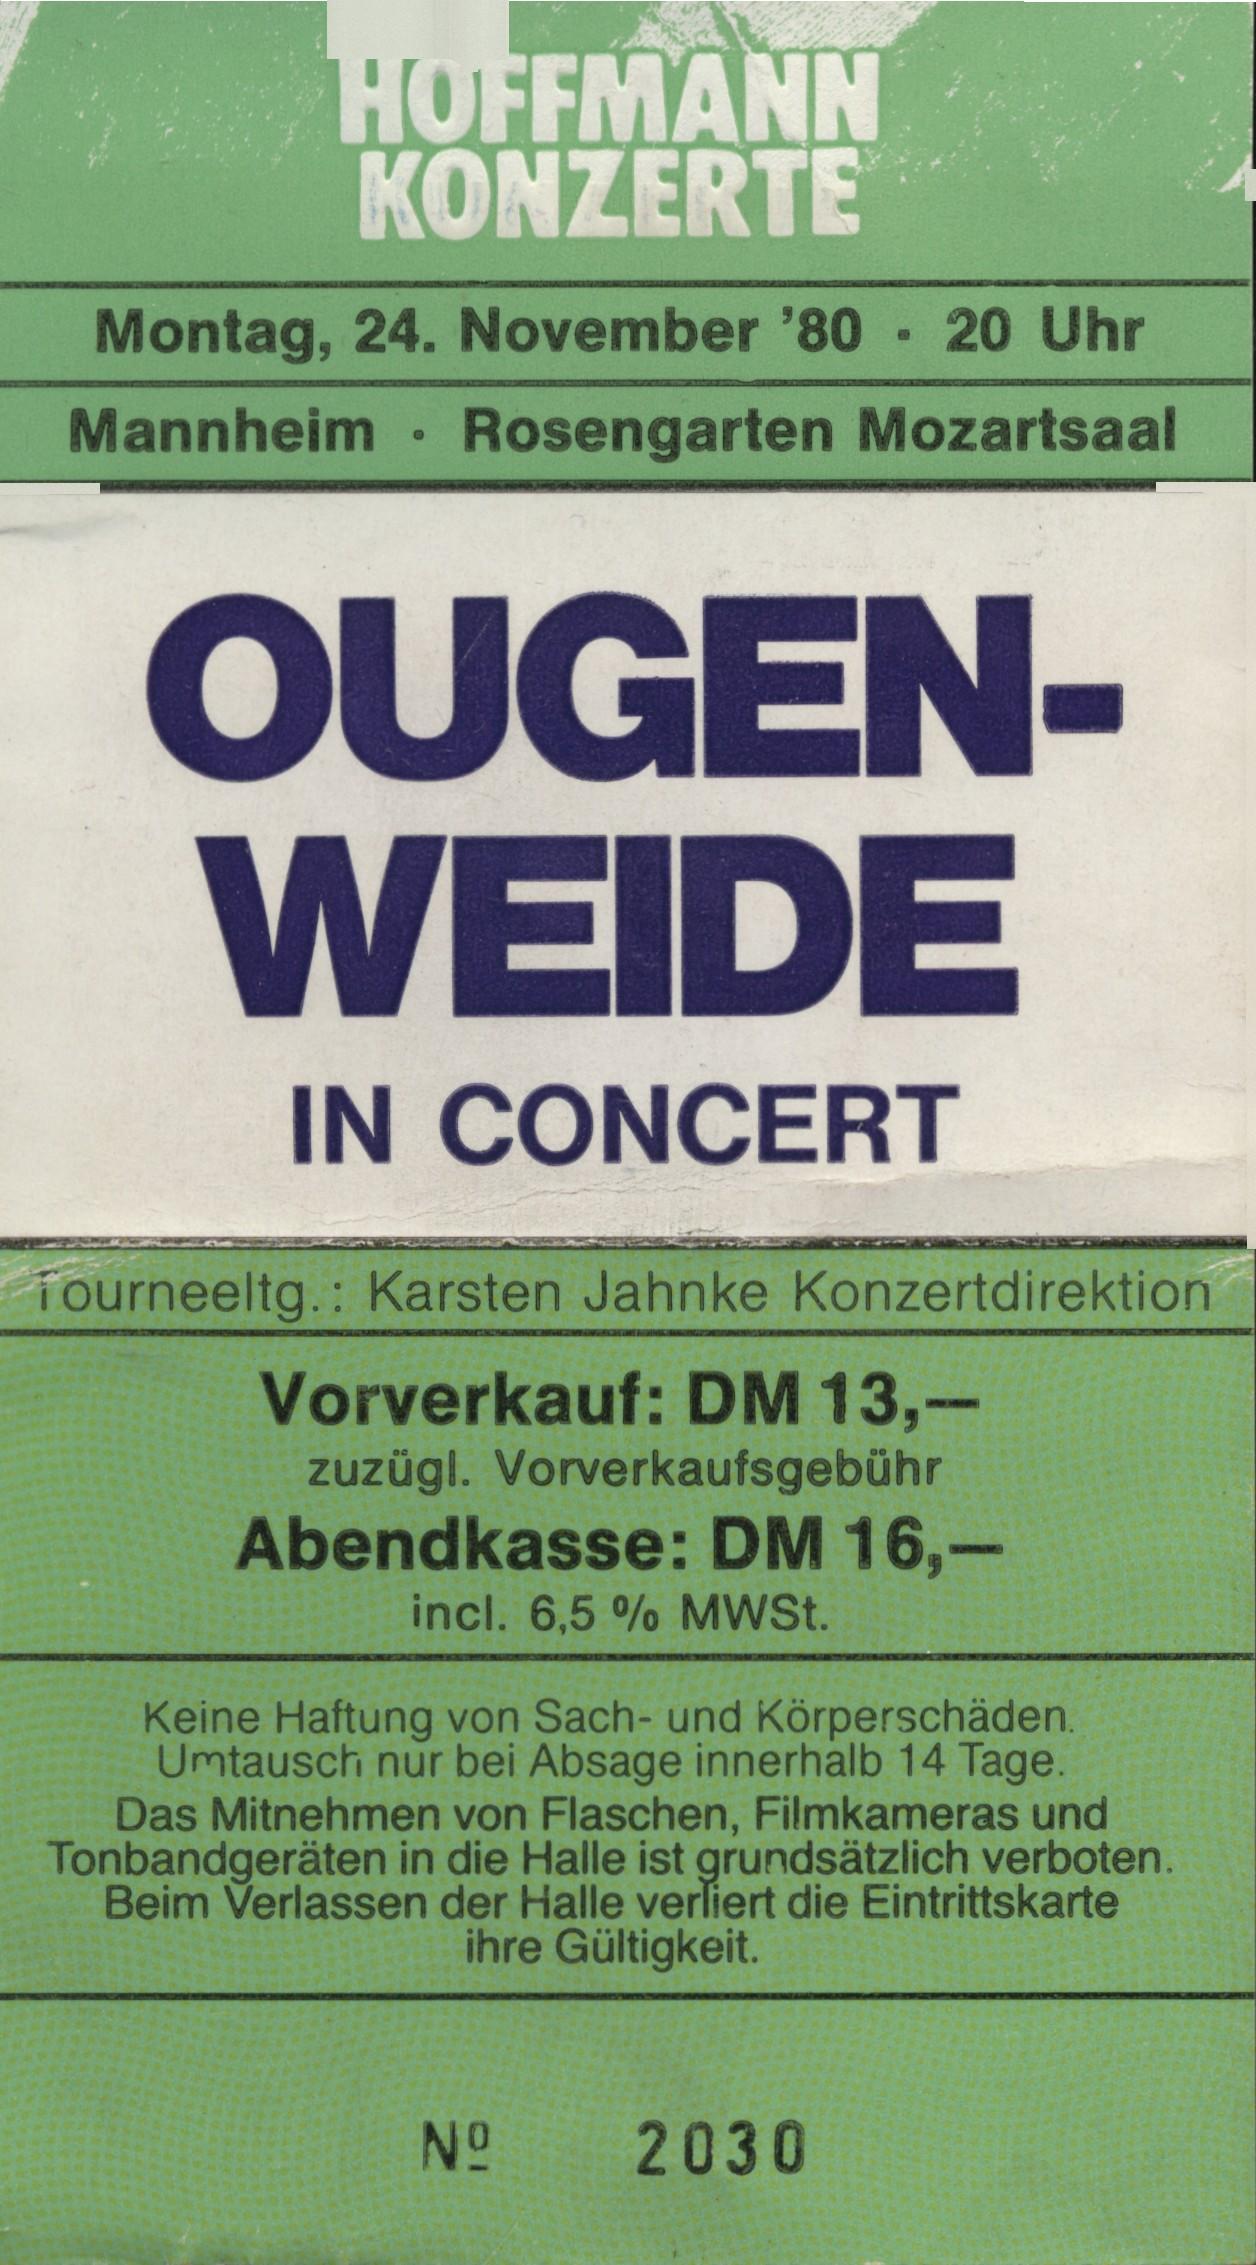 HOFFMANN
KONZERTE
Montag, 24. November '80 · 20 Uhr
Mannheim · Rosengarten Mozartsaal
OUGEN-
WEIDE
IN CONCERT
Tourneeltg.: Karsten Jahnke Konzertdirektion
Vorverkauf: DM 13,—
zuzügl. Vorverkaufsgebühr
Abendkasse: DM 16,—
incl. 6,5 % MWSt.
Keine Haftung von Sach- und Körperschäden.
Umtausch nur bei Absage innerhalb 14 Tage.
Das Mitnehmen von Flaschen, Filmkameras und
Tonbandgeräten in die Halle ist grundsätzlich verboten.
Beim Verlassen der Halle verliert die Eintrittskarte
ihre Gültigkeit.
Nº 2030